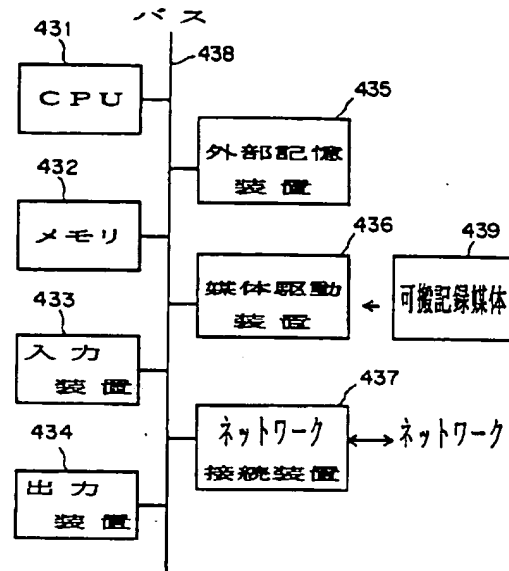 バス
438
431
CPU
432
メモリ
433
入力
装置
434
出力
装置
435
外部記憶
装置
436
媒体駆動
装置
439
可搬記録媒体
437
ネットワーク
接続装置
ネットワーク